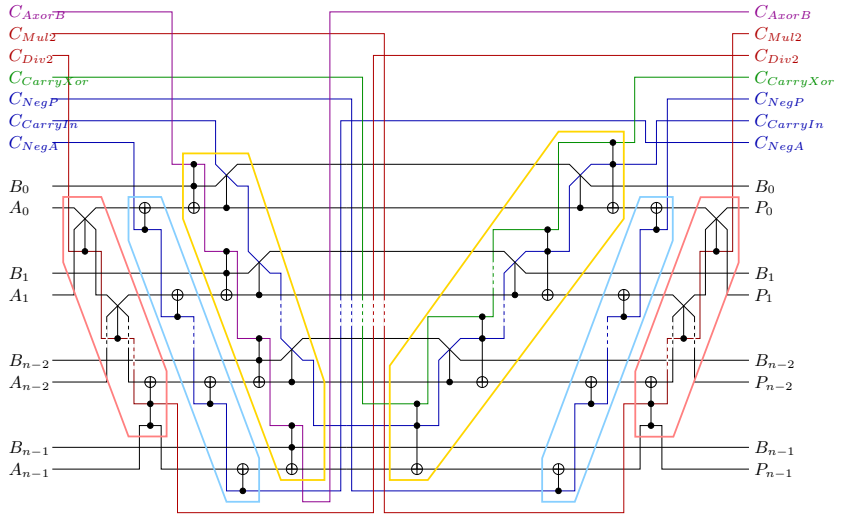 C_{AxorB} C_{AxorB}
C_{Mul2} C_{Mul2}
C_{Div2} C_{Div2}
C_{CarryXor} C_{CarryXor}
C_{NegP} C_{NegP}
C_{CarryIn} C_{CarryIn}
C_{NegA} C_{NegA}
B_0 B_0
A_0 P_0
B_1 B_1
A_1 P_1
B_{n-2} B_{n-2}
A_{n-2} P_{n-2}
B_{n-1} B_{n-1}
A_{n-1} P_{n-1}